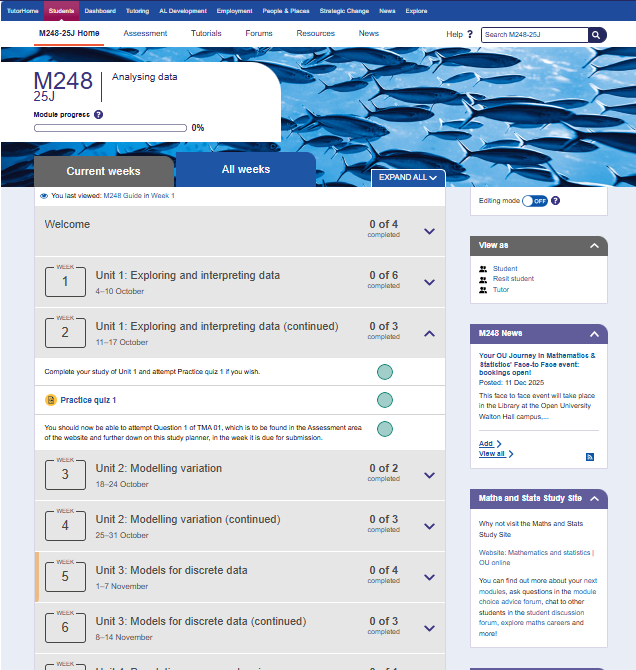 TutorHome Students Dashboard Tutoring AL Development Employment People & Places Strategic Change News Explore
M248-25J Home Assessment Tutorials Forums Resources News Help ? Search M248-25J
M248
25J
Analysing data
Module progress ?
0%
Current weeks
All weeks
EXPAND ALL
You last viewed: M248 Guide in Week 1
Welcome
0 of 4
completed
WEEK
1
Unit 1: Exploring and interpreting data
4–10 October
0 of 6
completed
WEEK
2
Unit 1: Exploring and interpreting data (continued)
11–17 October
0 of 3
completed
Complete your study of Unit 1 and attempt Practice quiz 1 if you wish.
Practice quiz 1
You should now be able to attempt Question 1 of TMA 01, which is to be found in the Assessment area
of the website and further down on this study planner, in the week it is due for submission.
WEEK
3
Unit 2: Modelling variation
18–24 October
0 of 2
completed
WEEK
4
Unit 2: Modelling variation (continued)
25–31 October
0 of 3
completed
WEEK
5
Unit 3: Models for discrete data
1–7 November
0 of 4
completed
WEEK
6
Unit 3: Models for discrete data (continued)
8–14 November
0 of 3
completed
WEEK
Editing mode OFF ?
View as
Student
Resit student
Tutor
M248 News
Your OU Journey in Mathematics &
Statistics' Face-to Face event:
bookings open!
Posted: 11 Dec 2025
This face to face event will take place
in the Library at the Open University
Walton Hall campus,...
Add
View all
Maths and Stats Study Site
Why not visit the Maths and Stats
Study Site
Website: Mathematics and statistics |
OU online
You can find out more about your next
modules, ask questions in the module
choice advice forum, chat to other
students in the student discussion
forum, explore maths careers and
more!